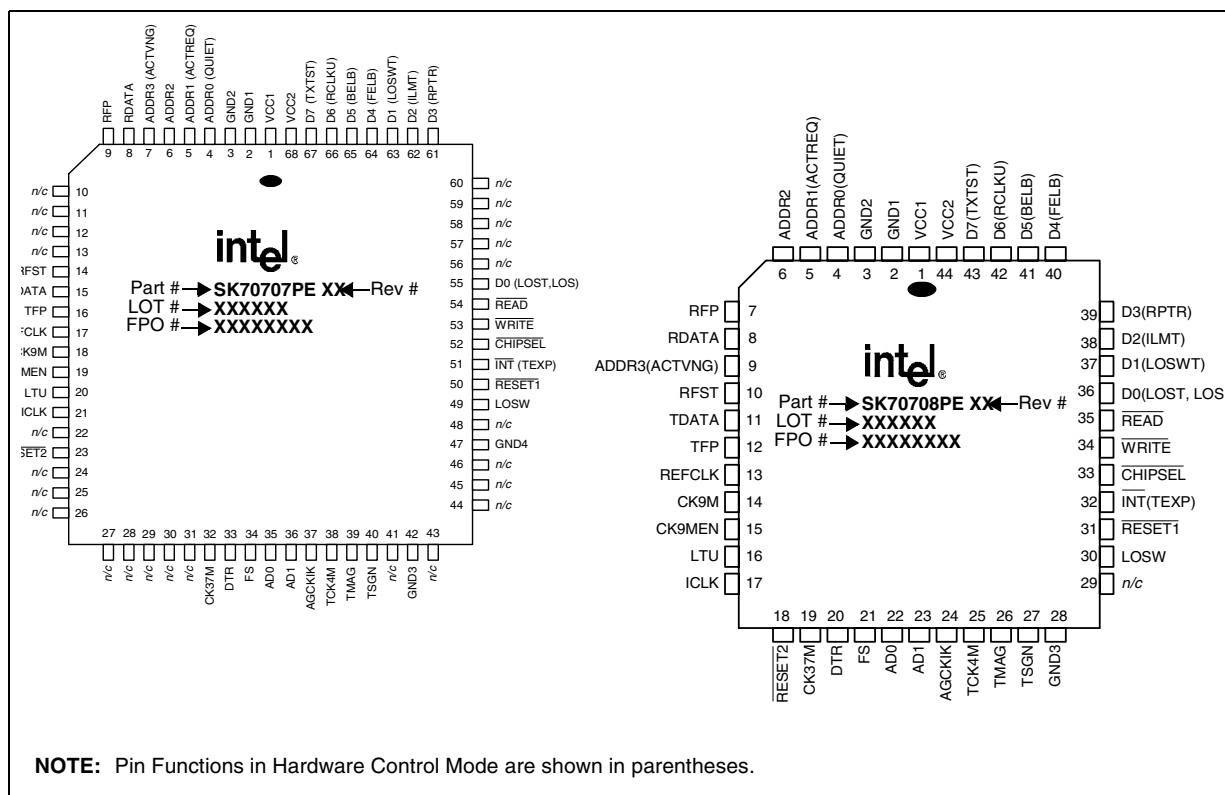 RFP
RDATA
ADDR3 (ACTVNG)
ADDR2
ADDR1 (ACTREQ)
ADDR0 (QUIET)
GND2
GND1
VCC1
VCC2
D7 (TXTST)
D6 (RCLKU)
D5 (BELB)
D4 (FELB)
D1 (LOSWT)
D2 (ILMT)
D3 (RPTR)
9 8 7 6 5 4 3 2 1 68 67 66 65 64 63 62 61
n/c 10
n/c 11
n/c 12
n/c 13
RFST 14
DATA 15
TFP 16
FCLK 17
CK9M 18
MEN 19
LTU 20
ICLK 21
n/c 22
SET2 23
n/c 24
n/c 25
n/c 26
intel®
Part # SK70707PE XX Rev #
LOT # XXXXXX
FPO # XXXXXXXX
60 n/c
59 n/c
58 n/c
57 n/c
56 n/c
55 D0 (LOST,LOS)
54 READ
53 WRITE
52 CHIPSEL
51 INT (TEXP)
50 RESET1
49 LOSW
48 n/c
47 GND4
46 n/c
45 n/c
44 n/c
27 28 29 30 31 32 33 34 35 36 37 38 39 40 41 42 43
n/c
n/c
n/c
n/c
n/c
CK37M
DTR
FS
AD0
AD1
AGCKIK
TCK4M
TMAG
TSGN
n/c
GND3
n/c
ADDR2
ADDR1(ACTREQ)
ADDR0(QUIET)
GND2
GND1
VCC1
VCC2
D7(TXTST)
D6(RCLKU)
D5(BELB)
D4(FELB)
6 5 4 3 2 1 44 43 42 41 40
RFP 7
RDATA 8
ADDR3(ACTVNG) 9
RFST 10
TDATA 11
TFP 12
REFCLK 13
CK9M 14
CK9MEN 15
LTU 16
ICLK 17
intel®
Part # SK70708PE XX Rev #
LOT # XXXXXX
FPO # XXXXXXXX
39 D3(RPTR)
38 D2(ILMT)
37 D1(LOSWT)
36 D0(LOST, LOS
35 READ
34 WRITE
33 CHIPSEL
32 INT(TEXP)
31 RESET1
30 LOSW
29 n/c
18 19 20 21 22 23 24 25 26 27 28
RESET2
CK37M
DTR
FS
AD0
AD1
AGCKIK
TCK4M
TMAG
TSGN
GND3
NOTE: Pin Functions in Hardware Control Mode are shown in parentheses.